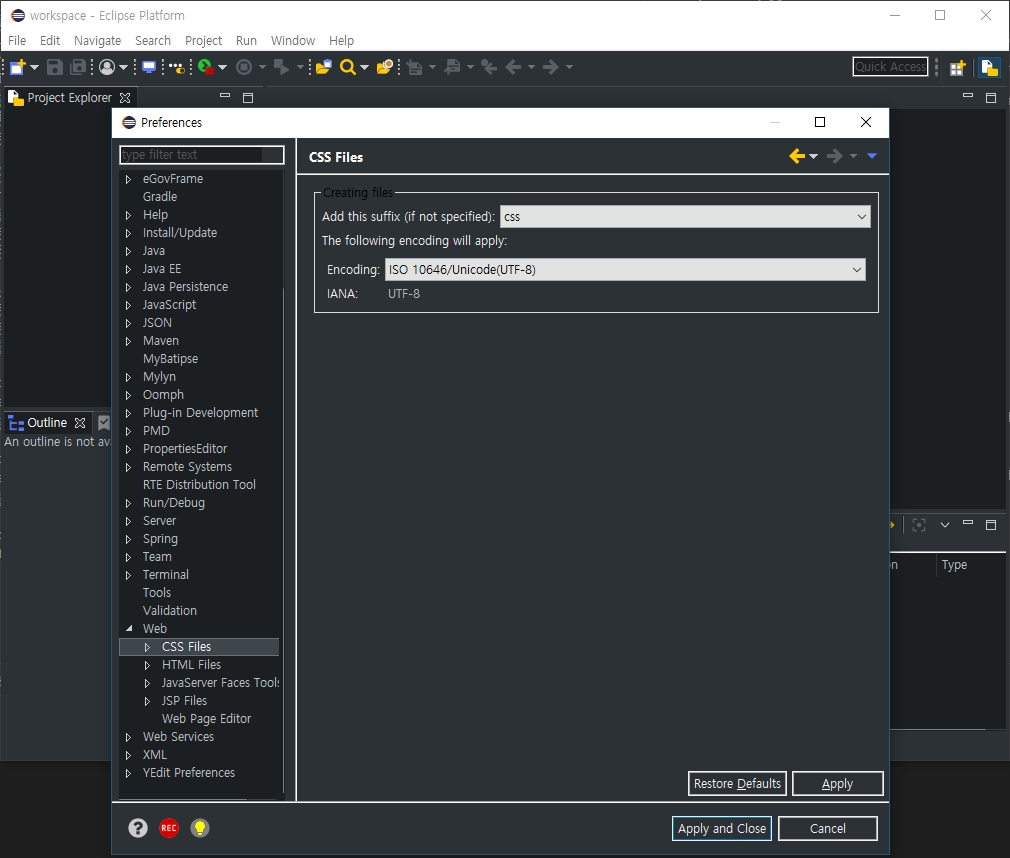 workspace - Eclipse Platform
File Edit Navigate Search Project Run Window Help
Quick Access
Project Explorer
Preferences
type filter text
CSS Files
eGovFrame
Gradle
Help
Install/Update
Java
Java EE
Java Persistence
JavaScript
JSON
Maven
MyBatipse
Mylyn
Oomph
Plug-in Development
PMD
PropertiesEditor
Remote Systems
RTE Distribution Tool
Run/Debug
Server
Spring
Team
Terminal
Tools
Validation
Web
CSS Files
HTML Files
JavaServer Faces Tools
JSP Files
Web Page Editor
Web Services
XML
YEdit Preferences
Creating files
Add this suffix (if not specified): css
The following encoding will apply:
Encoding: ISO 10646/Unicode(UTF-8)
IANA: UTF-8
Outline
An outline is not av
n Type
Restore Defaults Apply
? REC
Apply and Close Cancel